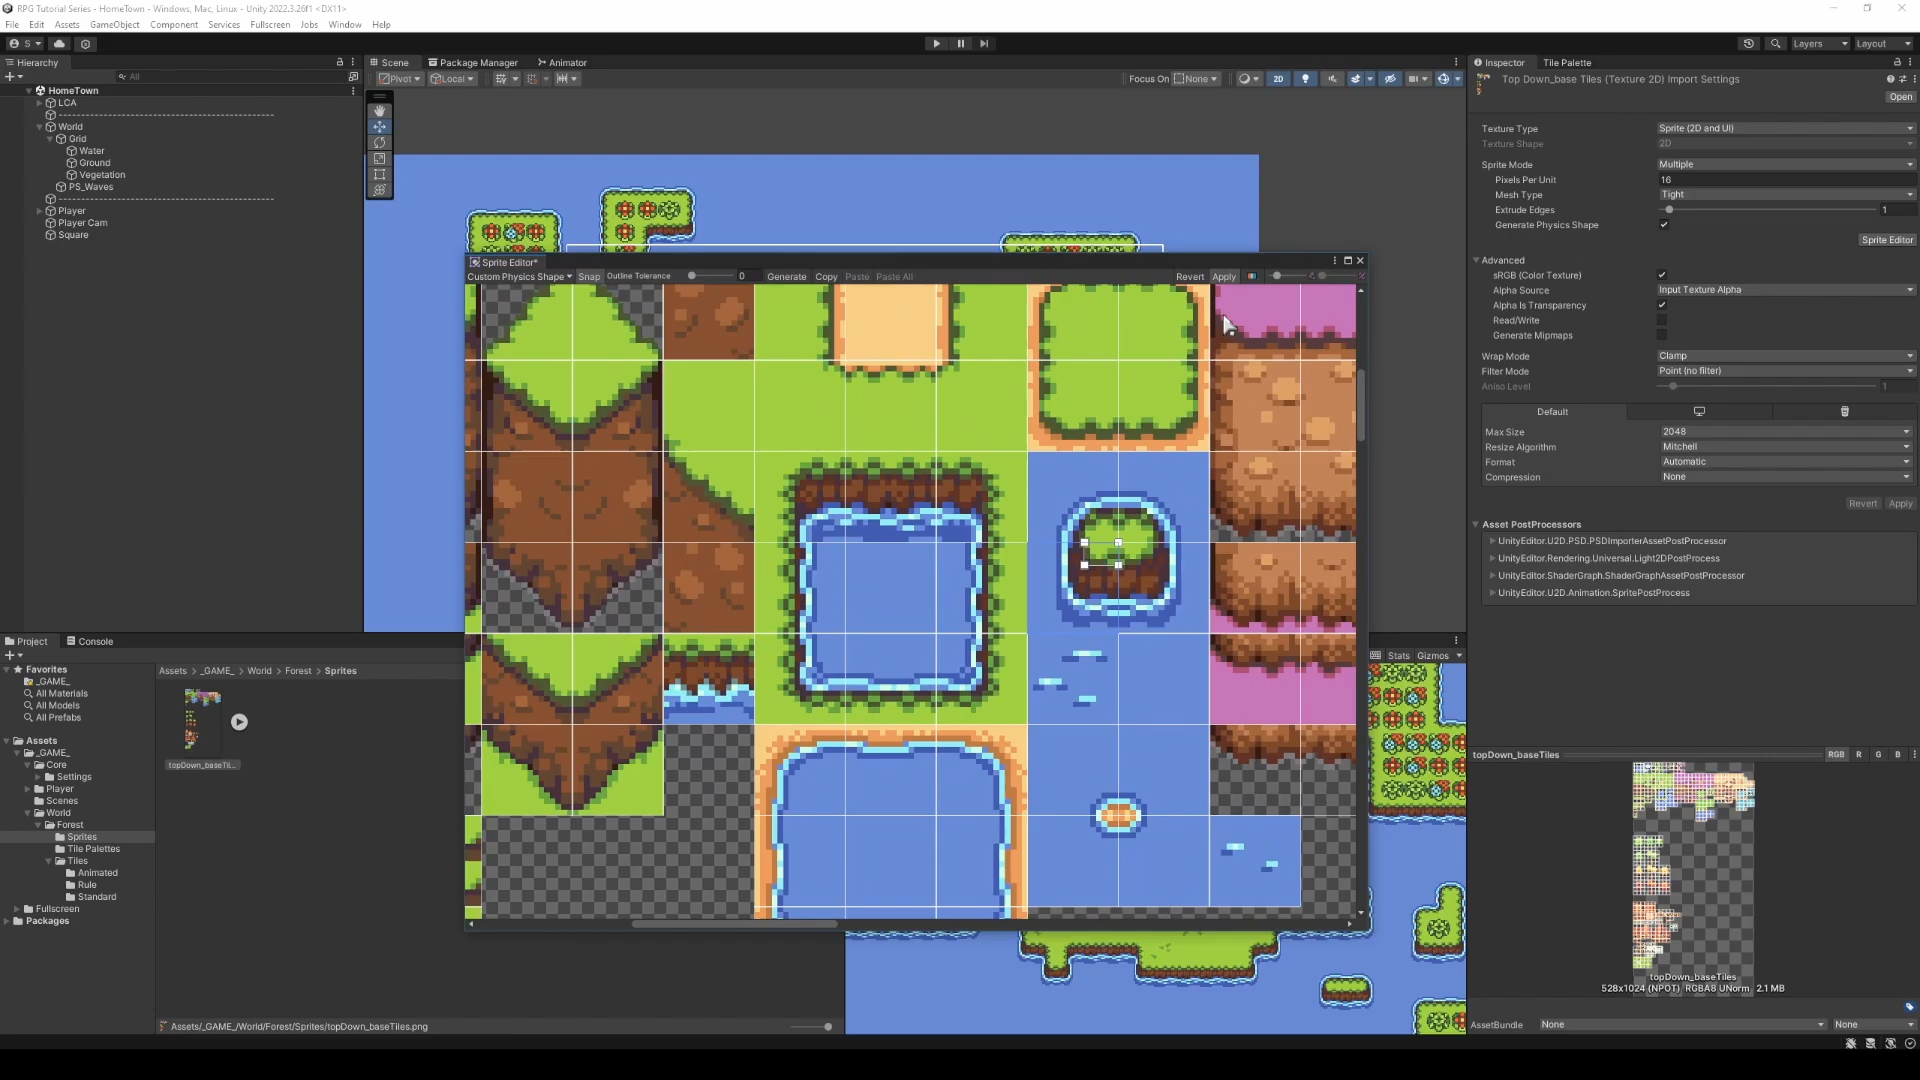 RPG Tutorial Series - HomeTown - Windows, Mac, Linux - Unity 2022.3.26f1 <DX11>
File Edit Assets GameObject Component Services Fullscreen Jobs Window Help
S
Layers Layout
Hierarchy
All
HomeTown
LCA
World
Grid
Water
Ground
Vegetation
PS_Waves
Player
Player Cam
Square
Scene Package Manager Animator
Pivot Local Focus On None 2D
Sprite Editor*
Custom Physics Shape Snap Outline Tolerance 0 Generate Copy Paste Paste All Revert Apply
Inspector Tile Palette
Top Down_base Tiles (Texture 2D) Import Settings
Open
Texture Type Sprite (2D and UI)
Texture Shape 2D
Sprite Mode Multiple
Pixels Per Unit 16
Mesh Type Tight
Extrude Edges 1
Generate Physics Shape
Sprite Editor
Advanced
sRGB (Color Texture)
Alpha Source Input Texture Alpha
Alpha Is Transparency
Read/Write
Generate Mipmaps
Wrap Mode Clamp
Filter Mode Point (no filter)
Aniso Level 1
Default
Max Size 2048
Resize Algorithm Mitchell
Format Automatic
Compression None
Revert Apply
Asset PostProcessors
UnityEditor.U2D.PSD.PSDImporterAssetPostProcessor
UnityEditor.Rendering.Universal.Light2DPostProcess
UnityEditor.ShaderGraph.ShaderGraphAssetPostProcessor
UnityEditor.U2D.Animation.SpritePostProcess
Project Console
Favorites
_GAME_
All Materials
All Models
All Prefabs
Assets
_GAME_
Core
Settings
Player
Scenes
World
Forest
Sprites
Tile Palettes
Tiles
Animated
Rule
Standard
Fullscreen
Packages
Assets > _GAME_ > World > Forest > Sprites
topDown_baseTil...
Assets/_GAME_/World/Forest/Sprites/topDown_baseTiles.png
Stats Gizmos
topDown_baseTiles RGB R G B
topDown_baseTiles
528x1024 (NPOT) RGBA8 UNorm 2.1 MB
AssetBundle None None